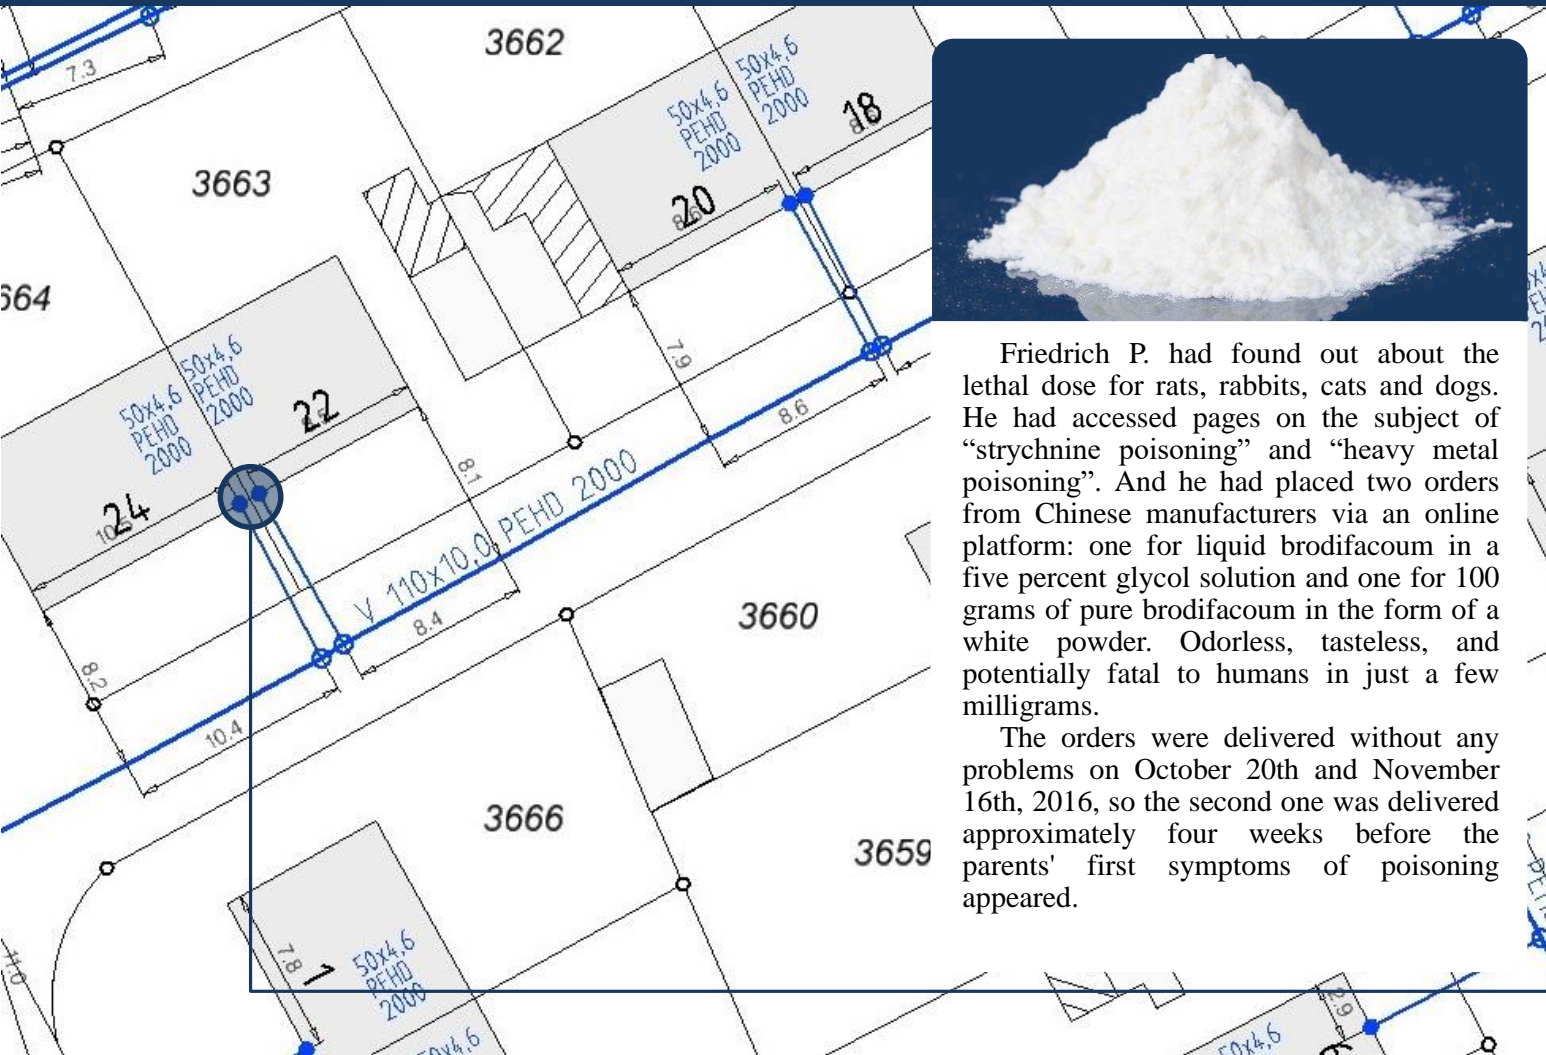 3662
7.3
50x4,6
PEHD
2000
50x4,6
PEHD
2000
18
3663
20
664
7.9
50x4,6
PEHD
2000
50x4,6
PEHD
2000
22
8.6
8.1
24
V 110x10,0 PEHD 2000
8.4
3660
8.2
10.4
3666
3659
11.0
7.8
1
50x4,6
PEHD
2000
2.9
50x4,6
Friedrich P. had found out about the
lethal dose for rats, rabbits, cats and dogs.
He had accessed pages on the subject of
“strychnine poisoning” and “heavy metal
poisoning”. And he had placed two orders
from Chinese manufacturers via an online
platform: one for liquid brodifacoum in a
five percent glycol solution and one for 100
grams of pure brodifacoum in the form of a
white powder. Odorless, tasteless, and
potentially fatal to humans in just a few
milligrams.
The orders were delivered without any
problems on October 20th and November
16th, 2016, so the second one was delivered
approximately four weeks before the
parents' first symptoms of poisoning
appeared.